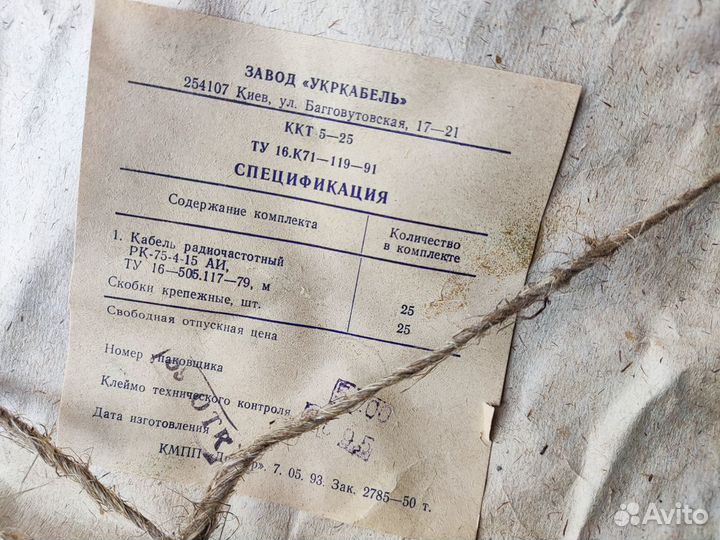 ЗАВОД «УКРКАБЕЛЬ»
254107 Киев, ул. Багговутовская, 17—21
ККТ 5—25
ТУ 16.К71—119—91
СПЕЦИФИКАЦИЯ
Содержание комплекта
Количество
в комплекте
1. Кабель радиочастотный
РК-75-4-15 АИ,
ТУ 16—505.117—79, м
25
Скобки крепежные, шт.
25
Свободная отпускная цена
Номер упаковщика
Клеймо технического контроля
Дата изготовления
ОТК
КМПП 7. 05. 93. Зак. 2785—50 т.
Avito